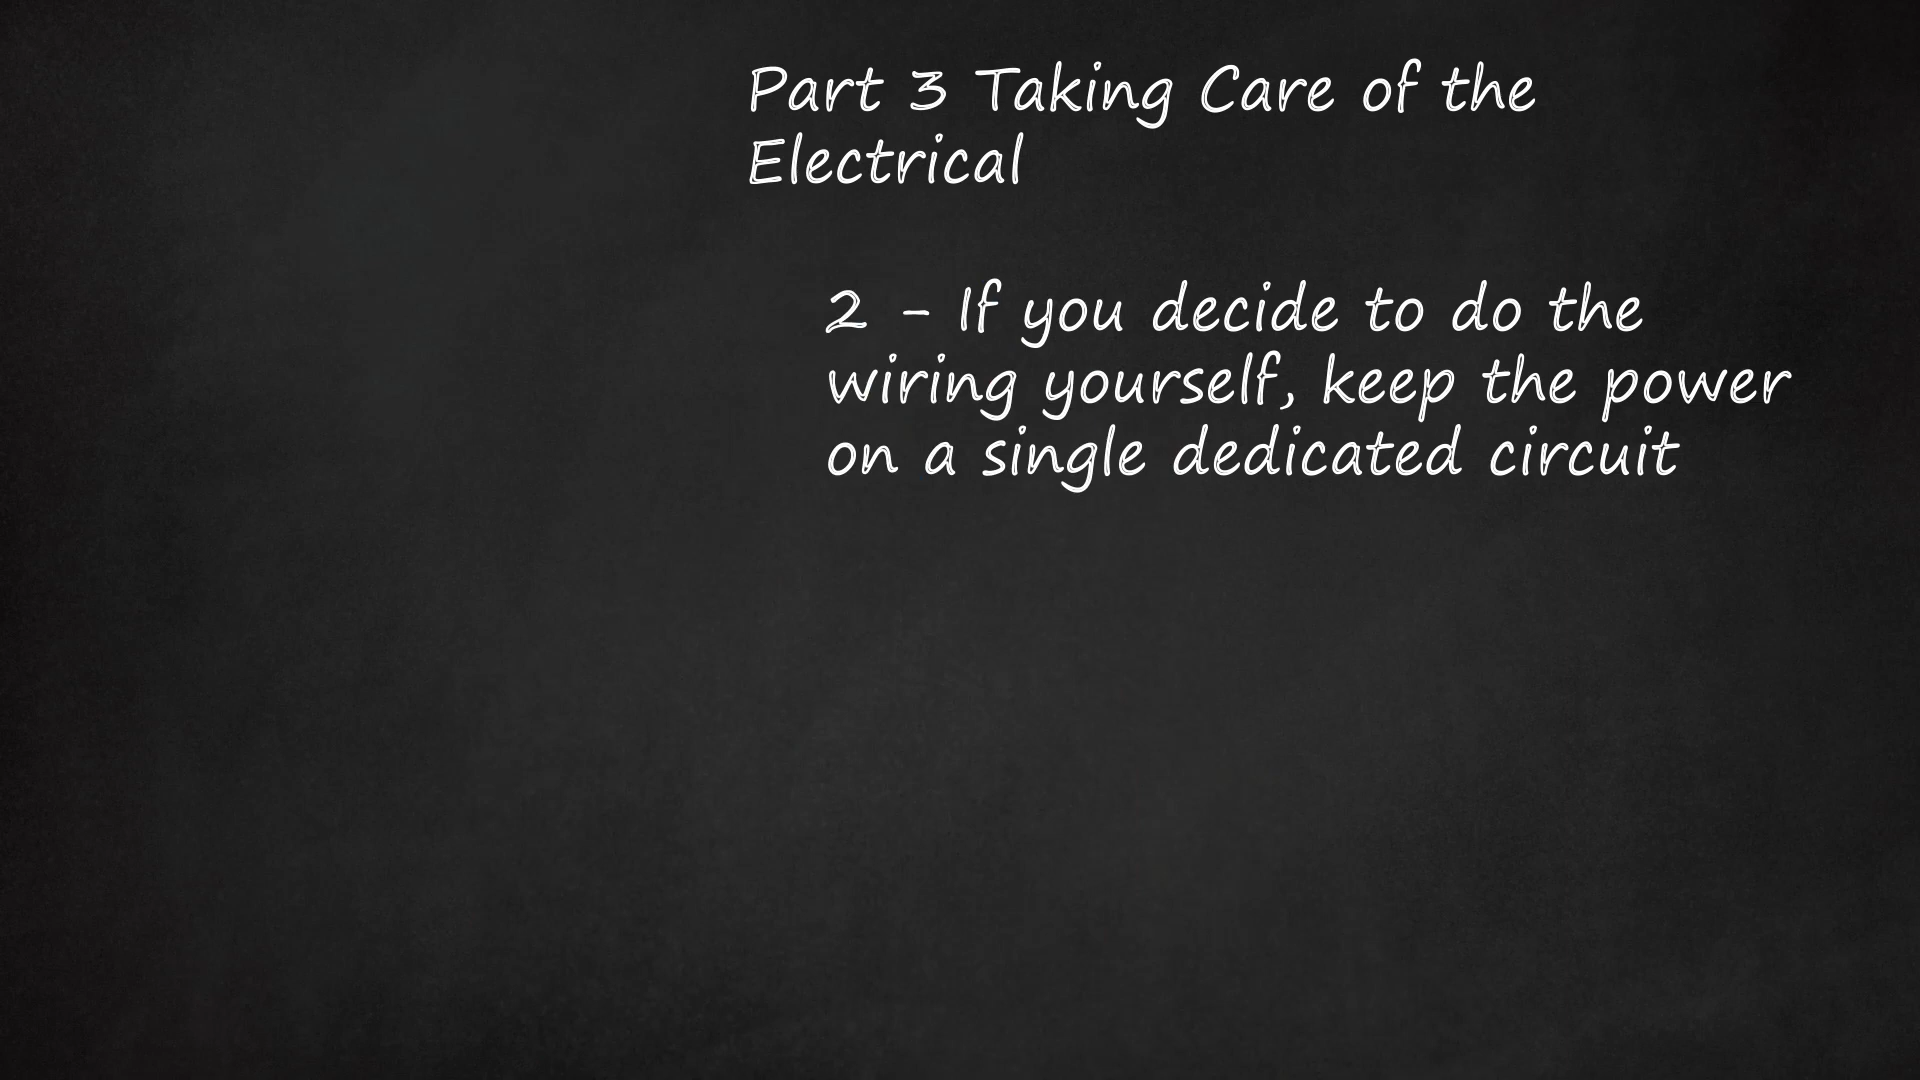 Part 3 Taking Care of the
Electrical
2 - If you decide to do the
wiring yourself, keep the power
on a single dedicated circuit